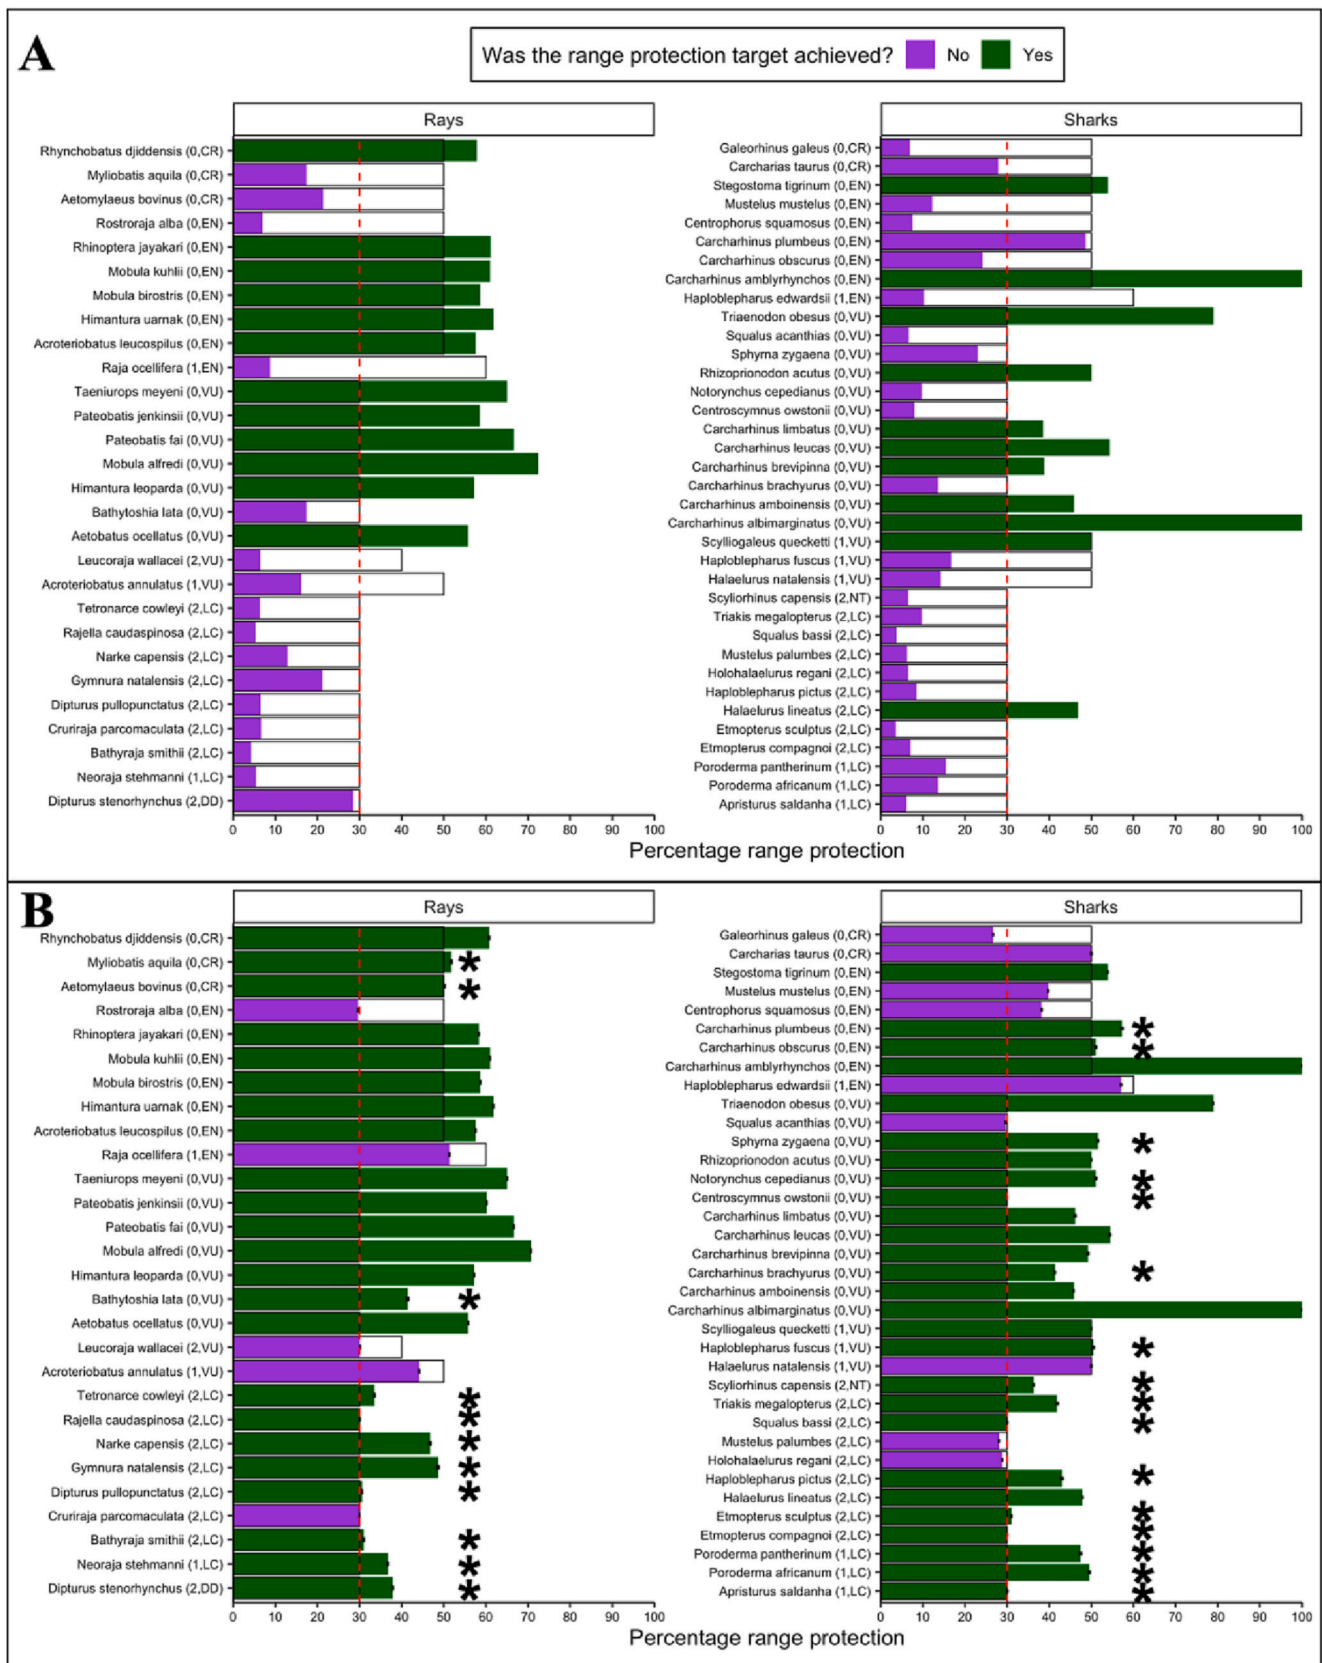 A
Was the range protection target achieved? No Yes
Rays
Rhynchobatus djiddensis (0,CR)
Myliobatis aquila (0,CR)
Aetomylaeus bovinus (0,CR)
Rostroraja alba (0,EN)
Rhinoptera jayakari (0,EN)
Mobula kuhlii (0,EN)
Mobula birostris (0,EN)
Himantura uarnak (0,EN)
Acroteriobatus leucospilus (0,EN)
Raja ocellifera (1,EN)
Taeniurops meyeni (0,VU)
Pateobatis jenkinsii (0,VU)
Pateobatis fai (0,VU)
Mobula alfredi (0,VU)
Himantura leoparda (0,VU)
Bathytoshia lata (0,VU)
Aetobatus ocellatus (0,VU)
Leucoraja wallacei (2,VU)
Acroteriobatus annulatus (1,VU)
Tetronarce cowleyi (2,LC)
Rajella caudaspinosa (2,LC)
Narke capensis (2,LC)
Gymnura natalensis (2,LC)
Dipturus pullopunctatus (2,LC)
Cruriraja parcomaculata (2,LC)
Bathyraja smithii (2,LC)
Neoraja stehmanni (1,LC)
Dipturus stenorhynchus (2,DD)
0 10 20 30 40 50 60 70 80 90 100
Sharks
Galeorhinus galeus (0,CR)
Carcharias taurus (0,CR)
Stegostoma tigrinum (0,EN)
Mustelus mustelus (0,EN)
Centrophorus squamosus (0,EN)
Carcharhinus plumbeus (0,EN)
Carcharhinus obscurus (0,EN)
Carcharhinus amblyrhynchos (0,EN)
Haploblepharus edwardsii (1,EN)
Triaenodon obesus (0,VU)
Squalus acanthias (0,VU)
Sphyrna zygaena (0,VU)
Rhizoprionodon acutus (0,VU)
Notorynchus cepedianus (0,VU)
Centroscymnus owstonii (0,VU)
Carcharhinus limbatus (0,VU)
Carcharhinus leucas (0,VU)
Carcharhinus brevipinna (0,VU)
Carcharhinus brachyurus (0,VU)
Carcharhinus amboinensis (0,VU)
Carcharhinus albimarginatus (0,VU)
Scylliogaleus quecketti (1,VU)
Haploblepharus fuscus (1,VU)
Halaelurus natalensis (1,VU)
Scyliorhinus capensis (2,NT)
Triakis megalopterus (2,LC)
Squalus bassi (2,LC)
Mustelus palumbes (2,LC)
Holohalaelurus regani (2,LC)
Haploblepharus pictus (2,LC)
Halaelurus lineatus (2,LC)
Etmopterus sculptus (2,LC)
Etmopterus compagnoi (2,LC)
Poroderma pantherinum (1,LC)
Poroderma africanum (1,LC)
Apristurus saldanha (1,LC)
0 10 20 30 40 50 60 70 80 90 100
Percentage range protection
B
Rays
Rhynchobatus djiddensis (0,CR)
Myliobatis aquila (0,CR) *
Aetomylaeus bovinus (0,CR) *
Rostroraja alba (0,EN)
Rhinoptera jayakari (0,EN)
Mobula kuhlii (0,EN)
Mobula birostris (0,EN)
Himantura uarnak (0,EN)
Acroteriobatus leucospilus (0,EN)
Raja ocellifera (1,EN)
Taeniurops meyeni (0,VU)
Pateobatis jenkinsii (0,VU)
Pateobatis fai (0,VU)
Mobula alfredi (0,VU)
Himantura leoparda (0,VU)
Bathytoshia lata (0,VU) *
Aetobatus ocellatus (0,VU)
Leucoraja wallacei (2,VU)
Acroteriobatus annulatus (1,VU)
Tetronarce cowleyi (2,LC) *
Rajella caudaspinosa (2,LC) *
Narke capensis (2,LC) *
Gymnura natalensis (2,LC) *
Dipturus pullopunctatus (2,LC) *
Cruriraja parcomaculata (2,LC)
Bathyraja smithii (2,LC) *
Neoraja stehmanni (1,LC) *
Dipturus stenorhynchus (2,DD) *
0 10 20 30 40 50 60 70 80 90 100
Sharks
Galeorhinus galeus (0,CR)
Carcharias taurus (0,CR)
Stegostoma tigrinum (0,EN)
Mustelus mustelus (0,EN)
Centrophorus squamosus (0,EN)
Carcharhinus plumbeus (0,EN) *
Carcharhinus obscurus (0,EN) *
Carcharhinus amblyrhynchos (0,EN)
Haploblepharus edwardsii (1,EN)
Triaenodon obesus (0,VU)
Squalus acanthias (0,VU)
Sphyrna zygaena (0,VU) *
Rhizoprionodon acutus (0,VU)
Notorynchus cepedianus (0,VU) *
Centroscymnus owstonii (0,VU) *
Carcharhinus limbatus (0,VU)
Carcharhinus leucas (0,VU)
Carcharhinus brevipinna (0,VU)
Carcharhinus brachyurus (0,VU) *
Carcharhinus amboinensis (0,VU)
Carcharhinus albimarginatus (0,VU)
Scylliogaleus quecketti (1,VU)
Haploblepharus fuscus (1,VU) *
Halaelurus natalensis (1,VU)
Scyliorhinus capensis (2,NT) *
Triakis megalopterus (2,LC) *
Squalus bassi (2,LC) *
Mustelus palumbes (2,LC)
Holohalaelurus regani (2,LC)
Haploblepharus pictus (2,LC) *
Halaelurus lineatus (2,LC)
Etmopterus sculptus (2,LC) *
Etmopterus compagnoi (2,LC) *
Poroderma pantherinum (1,LC) *
Poroderma africanum (1,LC) *
Apristurus saldanha (1,LC) *
0 10 20 30 40 50 60 70 80 90 100
Percentage range protection